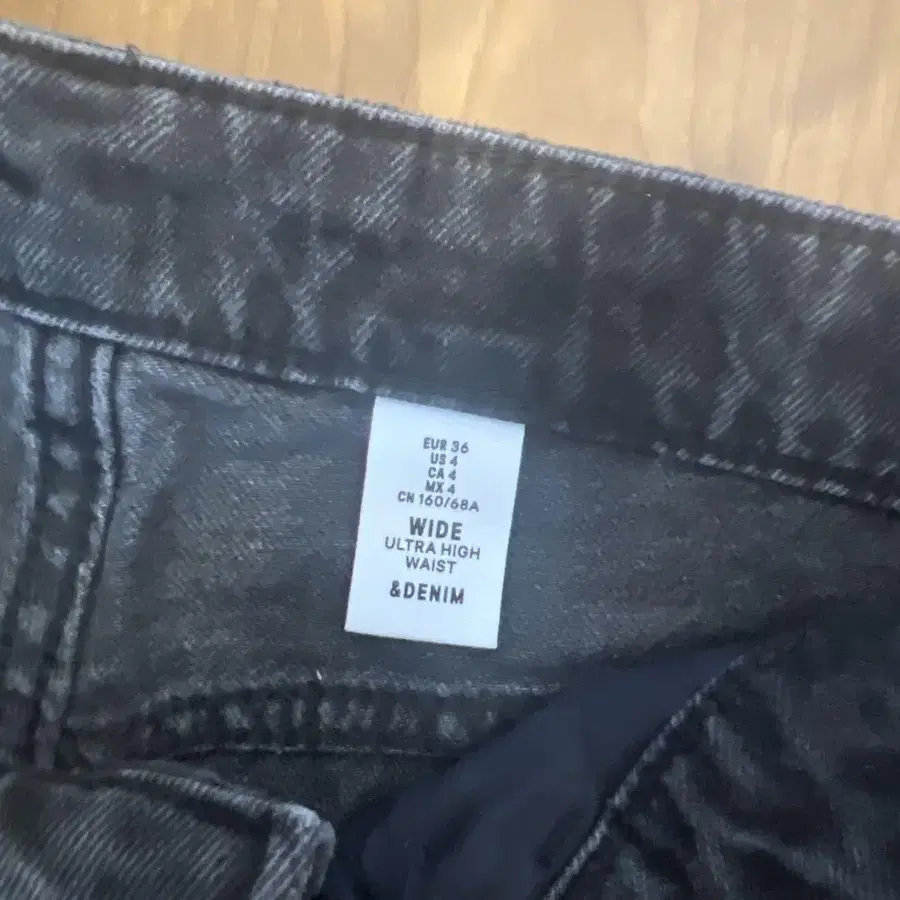 EUR 36
US 4
CA 4
MX 4
CN 160/68A
WIDE
ULTRA HIGH
WAIST
&DENIM